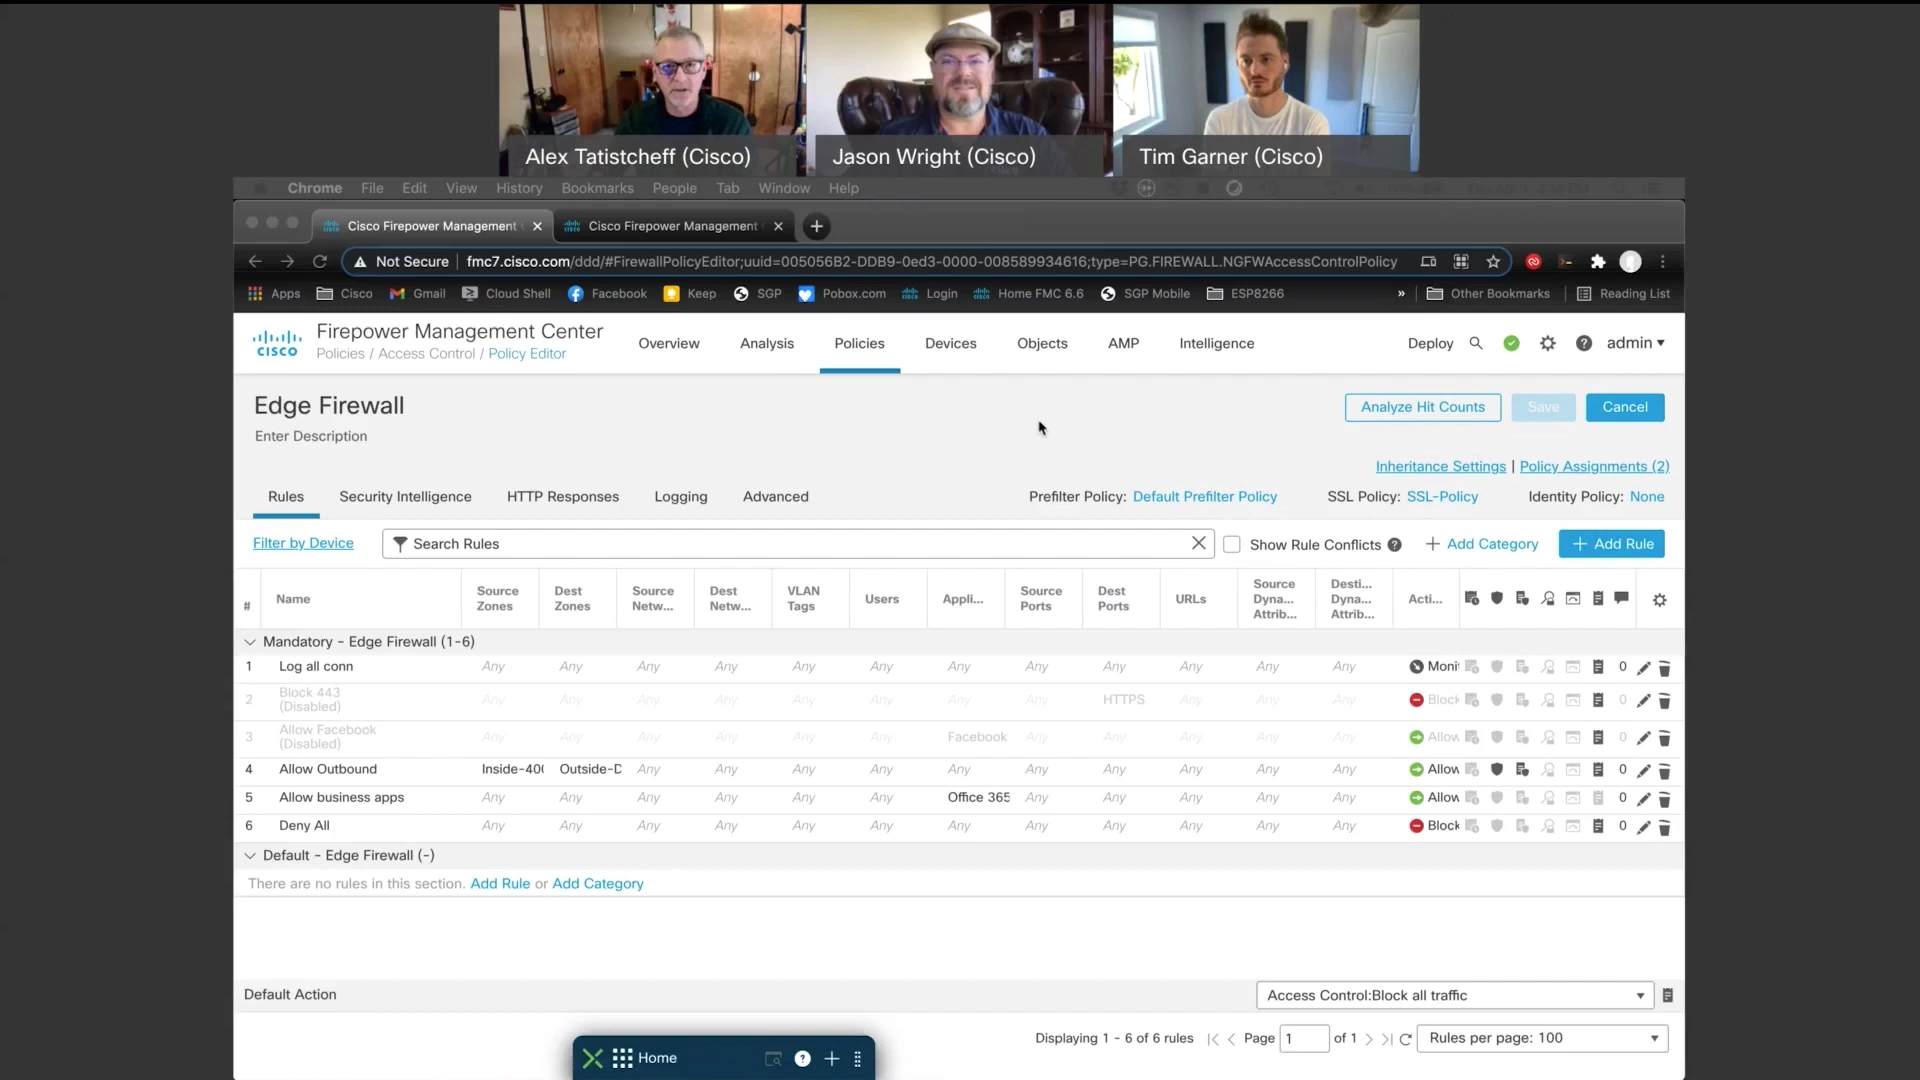 Alex Tatistcheff (Cisco)
Jason Wright (Cisco)
Tim Garner (Cisco)
Chrome File Edit View History Bookmarks People Tab Window Help
Cisco Firepower Management
Cisco Firepower Management
Not Secure fmc7.cisco.com/ddd/#FirewallPolicyEditor;uuid=005056B2-DDB9-0ed3-0000-008589934616;type=PG.FIREWALL.NGFWAccessControlPolicy
Apps Cisco Gmail Cloud Shell Facebook Keep SGP Pobox.com Login Home FMC 6.6 SGP Mobile ESP8266 » Other Bookmarks Reading List
CISCO
Firepower Management Center
Policies / Access Control / Policy Editor
Overview Analysis Policies Devices Objects AMP Intelligence Deploy admin
Edge Firewall
Enter Description
Analyze Hit Counts Save Cancel
Inheritance Settings | Policy Assignments (2)
Rules Security Intelligence HTTP Responses Logging Advanced
Prefilter Policy: Default Prefilter Policy SSL Policy: SSL-Policy Identity Policy: None
Filter by Device Search Rules Show Rule Conflicts ? + Add Category + Add Rule
# Name Source Zones Dest Zones Source Netw... Dest Netw... VLAN Tags Users Appli... Source Ports Dest Ports URLs Source Dyna... Attrib... Desti... Dyna... Attrib... Acti...
Mandatory - Edge Firewall (1-6)
1 Log all conn Any Any Any Any Any Any Any Any Any Any Any Any Moni 0
2 Block 443 (Disabled) Any Any Any Any Any Any Any Any HTTPS Any Any Any Block 0
3 Allow Facebook (Disabled) Any Any Any Any Any Any Facebook Any Any Any Any Any Allow 0
4 Allow Outbound Inside-40 Outside-D Any Any Any Any Any Any Any Any Any Any Allow 0
5 Allow business apps Any Any Any Any Any Any Office 365 Any Any Any Any Any Allow 0
6 Deny All Any Any Any Any Any Any Any Any Any Any Any Any Block 0
Default - Edge Firewall (-)
There are no rules in this section. Add Rule or Add Category
Default Action Access Control:Block all traffic
Displaying 1 - 6 of 6 rules Page 1 of 1 Rules per page: 100
Home